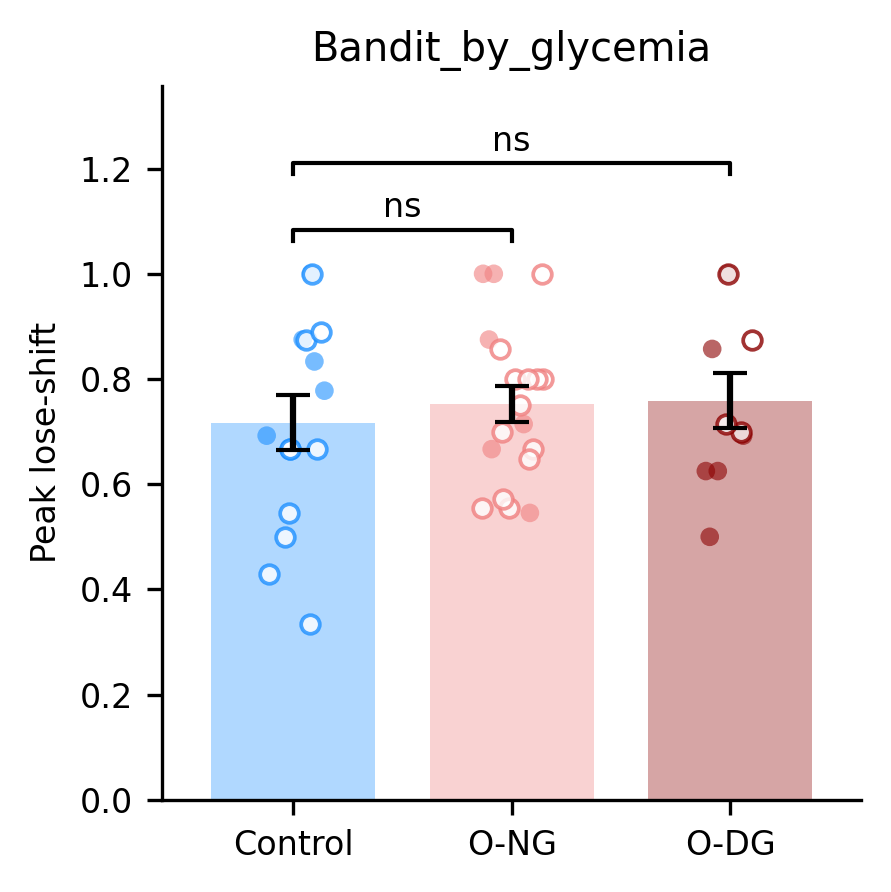 Bandit_by_glycemia
Peak lose-shift
1.2
1.0
0.8
0.6
0.4
0.2
0.0
ns
ns
Control
O-NG
O-DG